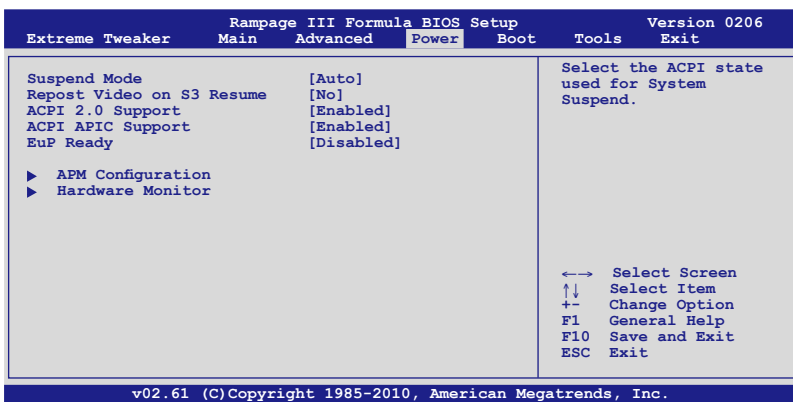 Rampage III Formula BIOS Setup Version 0206
Extreme Tweaker Main Advanced Power Boot Tools Exit
Suspend Mode [Auto]
Repost Video on S3 Resume [No]
ACPI 2.0 Support [Enabled]
ACPI APIC Support [Enabled]
EuP Ready [Disabled]
▶ APM Configuration
▶ Hardware Monitor
Select the ACPI state
used for System
Suspend.
←→ Select Screen
↑↓ Select Item
+- Change Option
F1 General Help
F10 Save and Exit
ESC Exit
v02.61 (C)Copyright 1985-2010, American Megatrends, Inc.